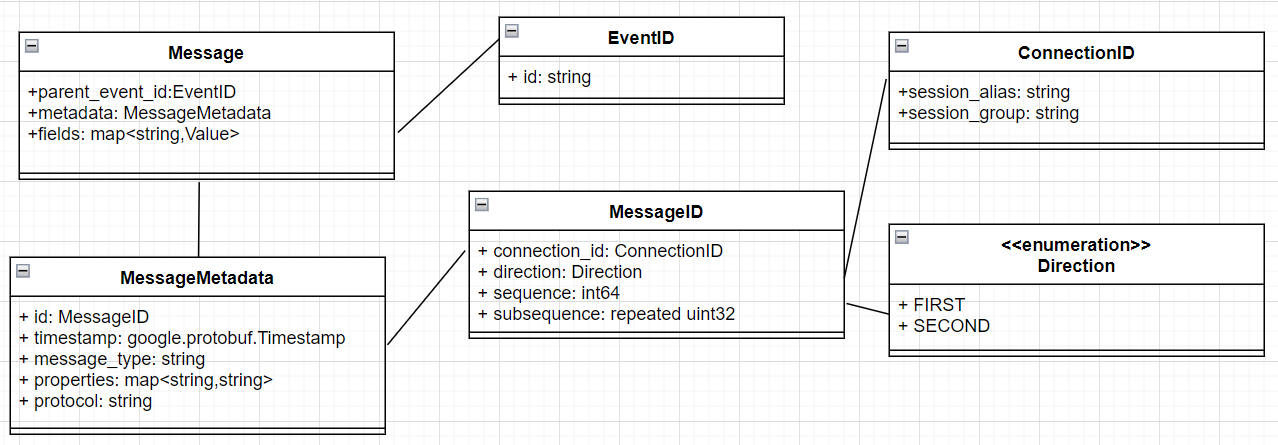 Message
+parent_event_id:EventID
+metadata: MessageMetadata
+fields: map<string,Value>
EventID
+ id: string
ConnectionID
+session_alias: string
+session_group: string
MessageID
+ connection_id: ConnectionID
+ direction: Direction
+ sequence: int64
+ subsequence: repeated uint32
<<enumeration>>
Direction
+ FIRST
+ SECOND
MessageMetadata
+ id: MessageID
+ timestamp: google.protobuf.Timestamp
+ message_type: string
+ properties: map<string,string>
+ protocol: string